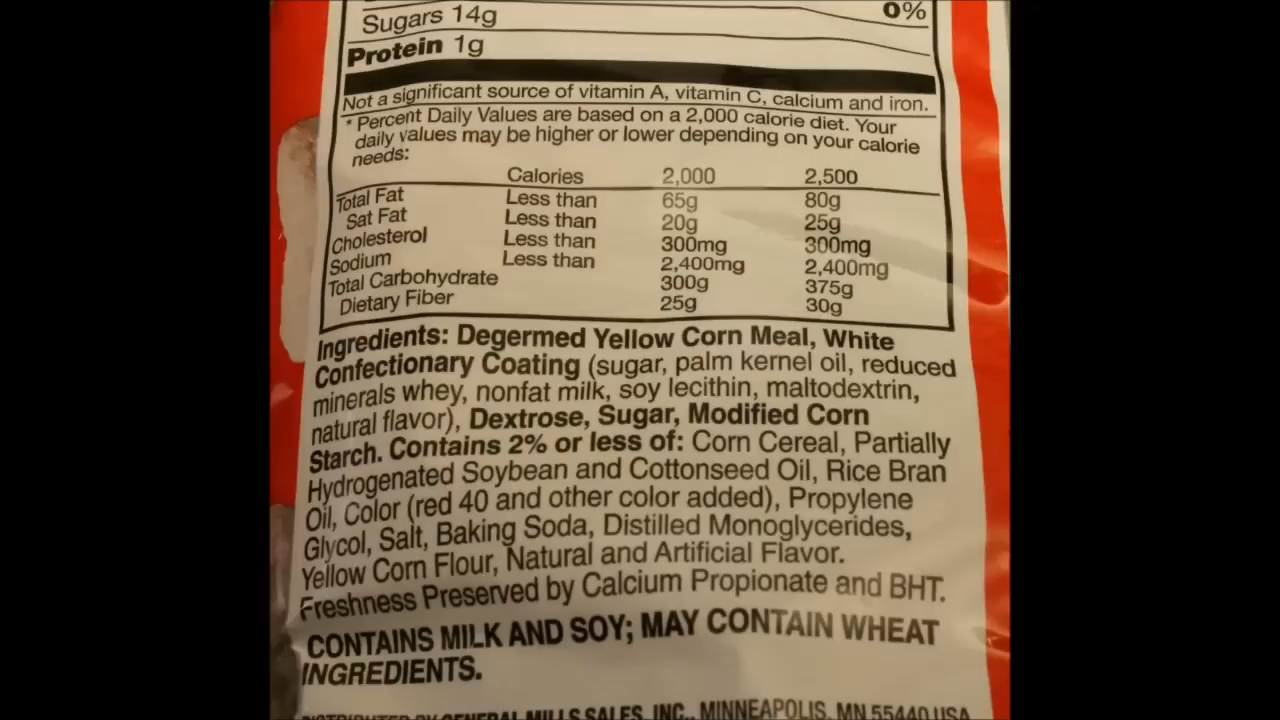 Sugars 14g 0%
Protein 1g
Not a significant source of vitamin A, vitamin C, calcium and iron.
* Percent Daily Values are based on a 2,000 calorie diet. Your
daily values may be higher or lower depending on your calorie
needs:
Calories 2,000 2,500
Total Fat Less than 65g 80g
Sat Fat Less than 20g 25g
Cholesterol Less than 300mg 300mg
Sodium Less than 2,400mg 2,400mg
Total Carbohydrate 300g 375g
Dietary Fiber 25g 30g
Ingredients: Degermed Yellow Corn Meal, White
Confectionary Coating (sugar, palm kernel oil, reduced
minerals whey, nonfat milk, soy lecithin, maltodextrin,
natural flavor), Dextrose, Sugar, Modified Corn
Starch. Contains 2% or less of: Corn Cereal, Partially
Hydrogenated Soybean and Cottonseed Oil, Rice Bran
Oil, Color (red 40 and other color added), Propylene
Glycol, Salt, Baking Soda, Distilled Monoglycerides,
Yellow Corn Flour, Natural and Artificial Flavor.
Freshness Preserved by Calcium Propionate and BHT.
CONTAINS MILK AND SOY; MAY CONTAIN WHEAT
INGREDIENTS.
DISTRIBUTED BY GENERAL MILLS SALES, INC., MINNEAPOLIS, MN 55440 USA